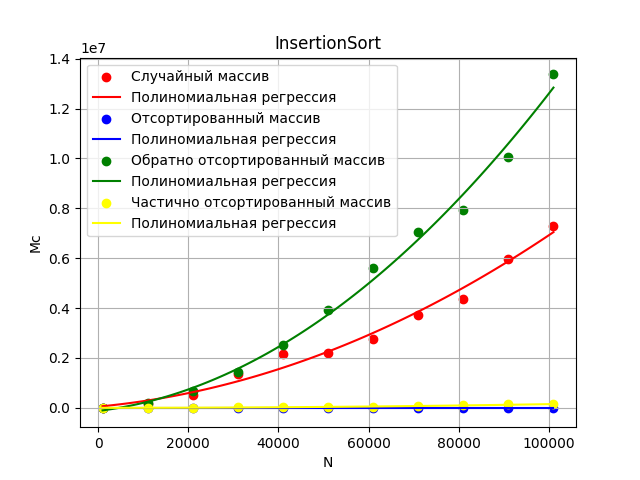 InsertionSort
1e7
1.4
1.2
1.0
0.8
0.6
0.4
0.2
0.0
Мс
Случайный массив
Полиномиальная регрессия
Отсортированный массив
Полиномиальная регрессия
Обратно отсортированный массив
Полиномиальная регрессия
Частично отсортированный массив
Полиномиальная регрессия
0
20000
40000
60000
80000
100000
N